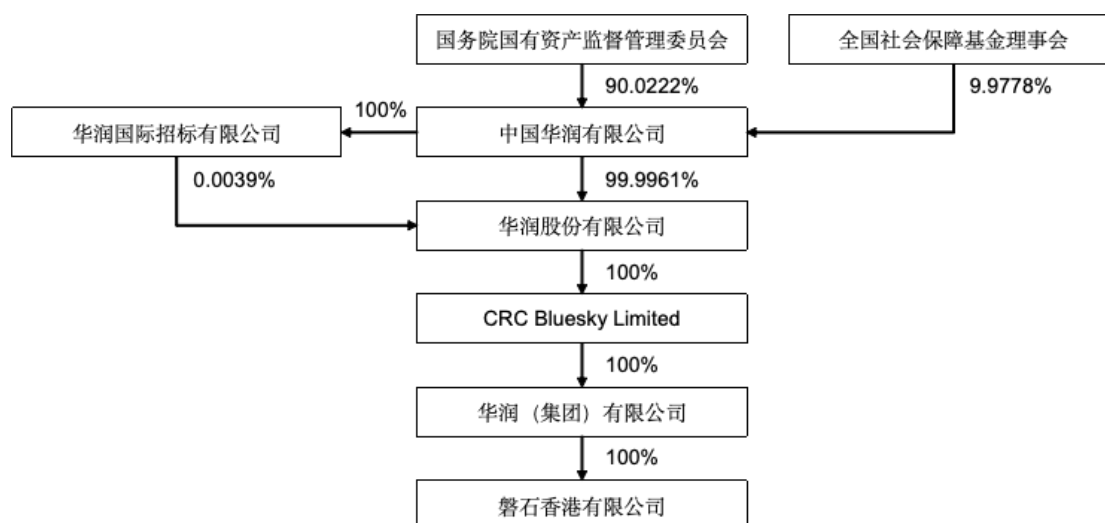 国务院国有资产监督管理委员会
全国社会保障基金理事会
90.0222%
9.9778%
华润国际招标有限公司
100%
中国华润有限公司
0.0039%
99.9961%
华润股份有限公司
100%
CRC Bluesky Limited
100%
华润（集团）有限公司
100%
磐石香港有限公司